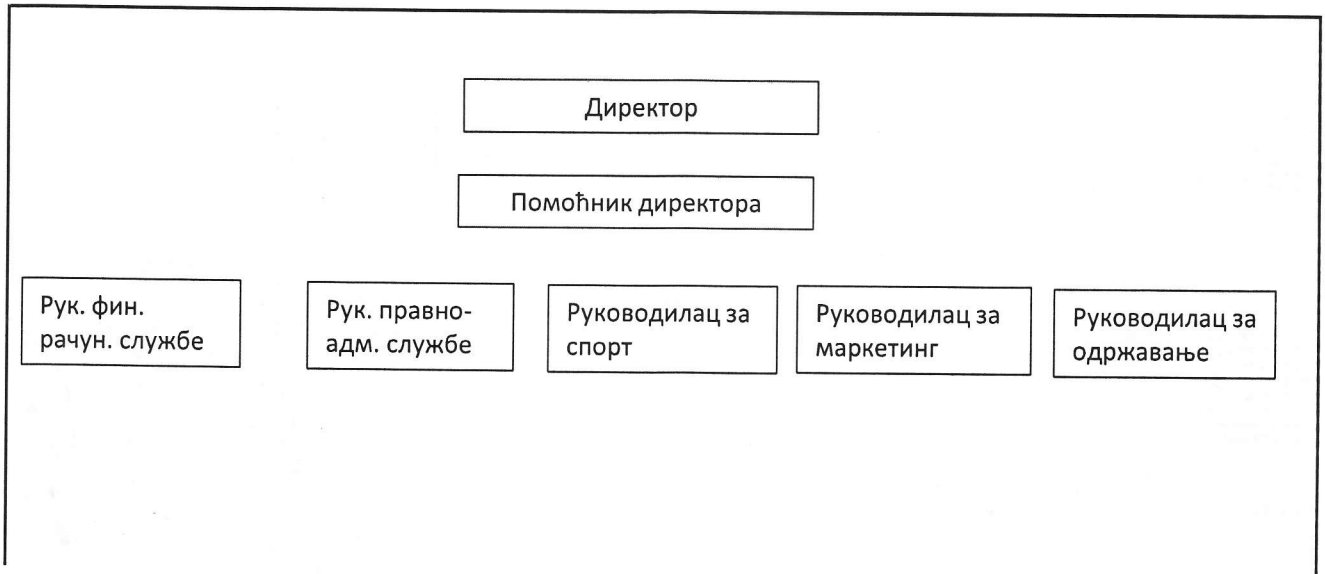 Директор
Помоћник директора
Рук. фин.
рачун. службе
Рук. правно-
адм. службе
Руководилац за
спорт
Руководилац за
маркетинг
Руководилац за
одржавање